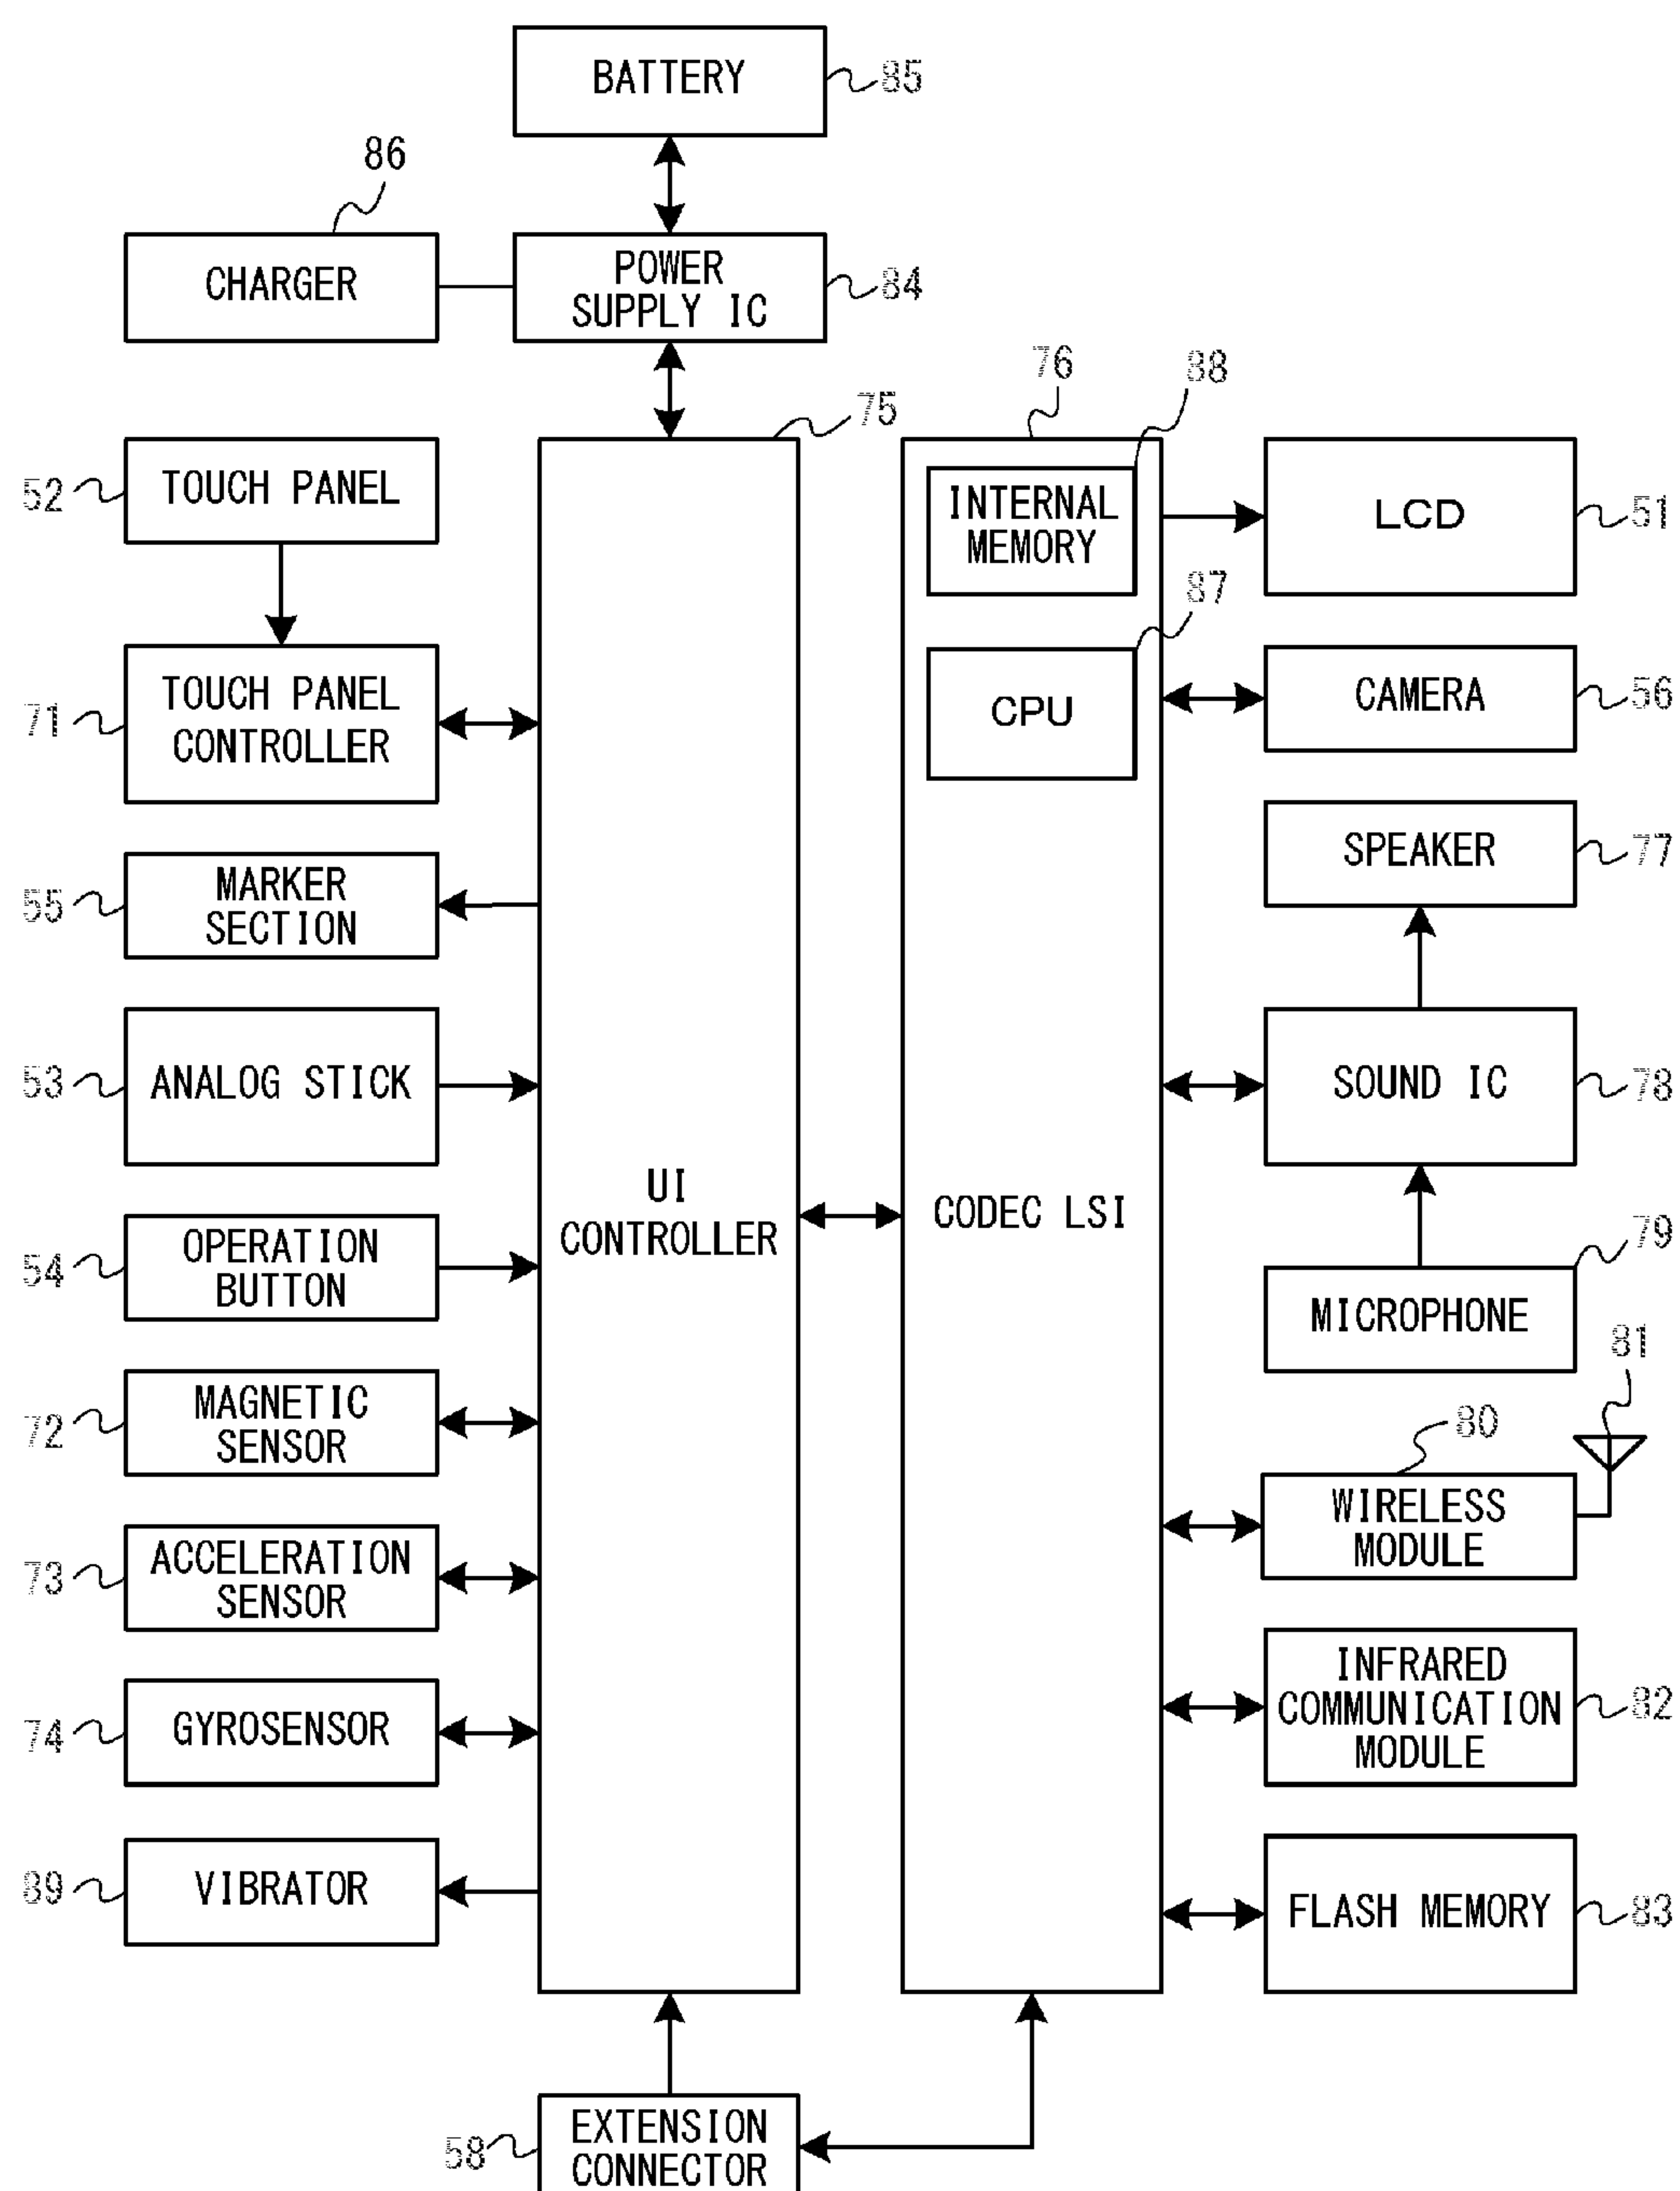 BATTERY
85
86
CHARGER
POWER
SUPPLY IC
84
75
76
88
52
TOUCH PANEL
INTERNAL
MEMORY
LCD
51
87
71
TOUCH PANEL
CONTROLLER
CPU
CAMERA
56
SPEAKER
77
55
MARKER
SECTION
53
ANALOG STICK
SOUND IC
78
UI
CONTROLLER
CODEC LSI
54
OPERATION
BUTTON
79
MICROPHONE
81
72
MAGNETIC
SENSOR
80
WIRELESS
MODULE
73
ACCELERATION
SENSOR
INFRARED
COMMUNICATION
MODULE
82
74
GYROSENSOR
89
VIBRATOR
FLASH MEMORY
83
58
EXTENSION
CONNECTOR